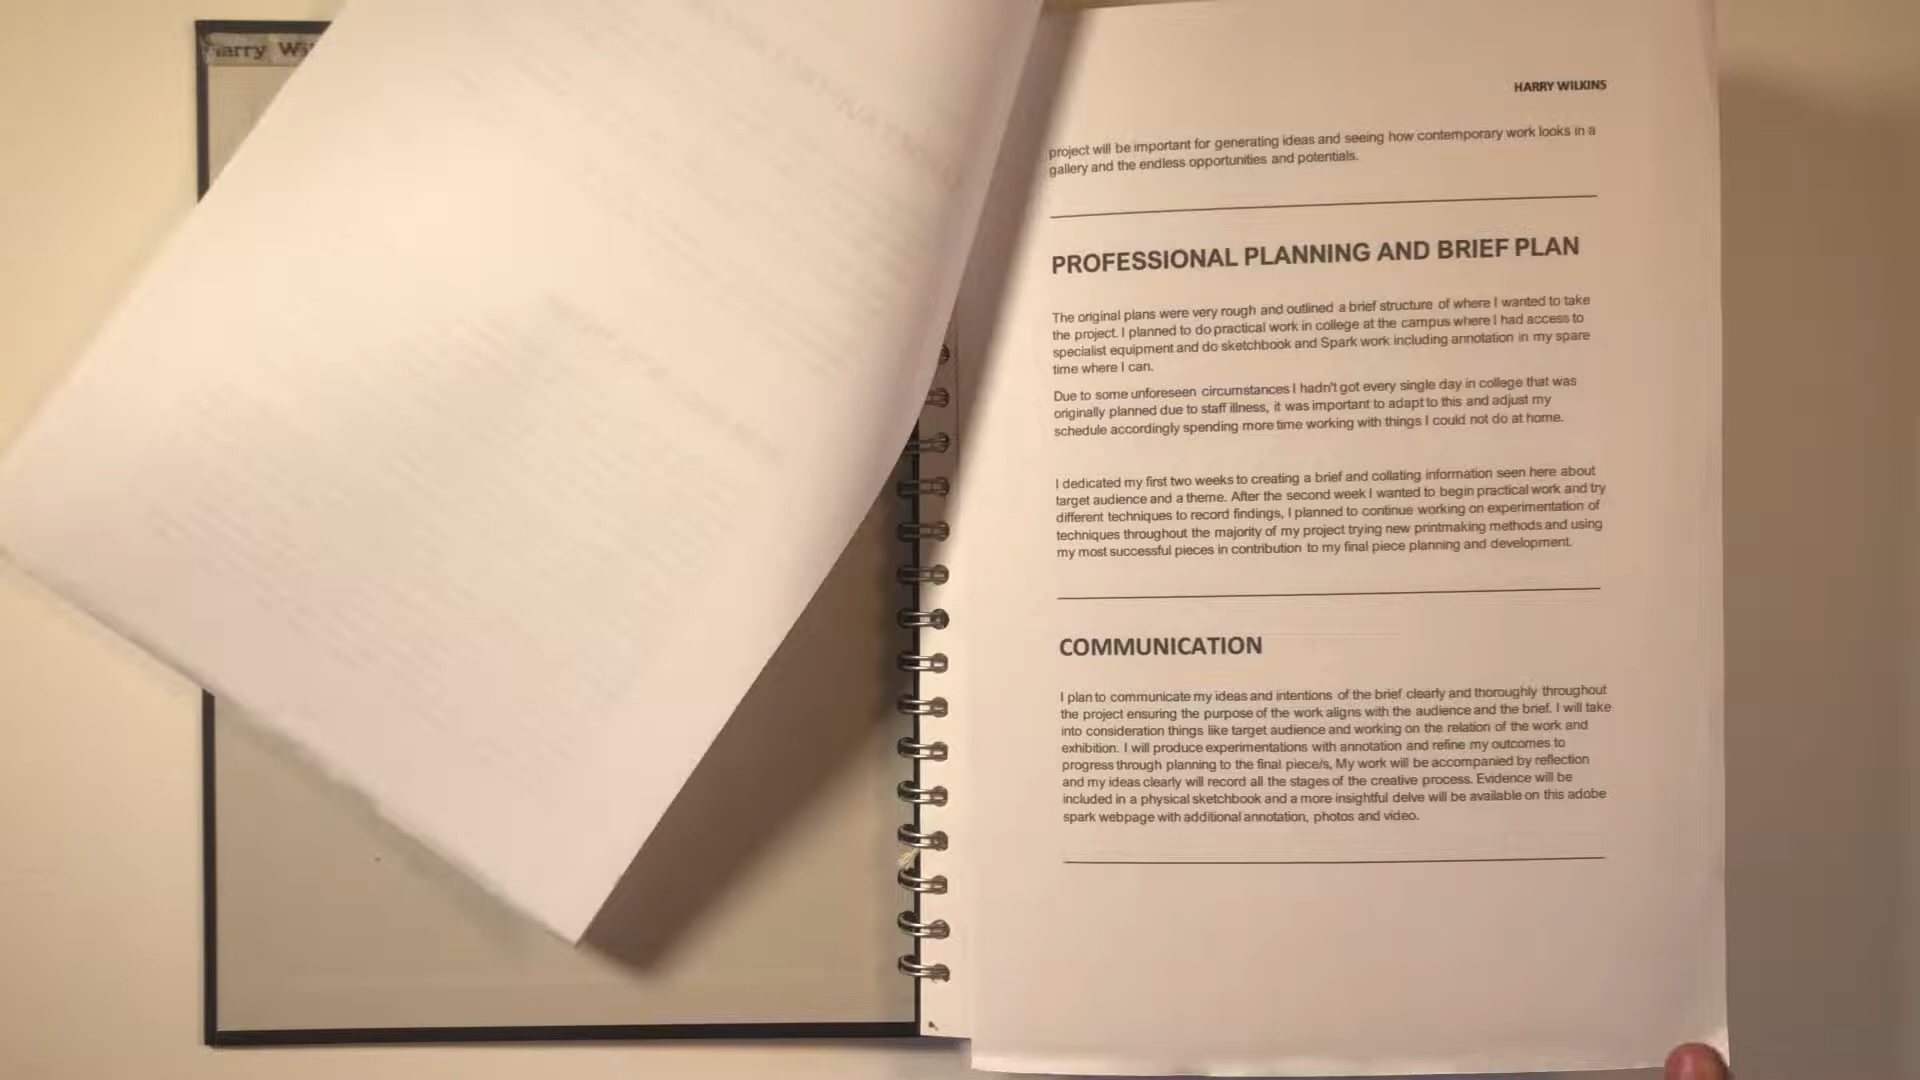 Harry
HARRY WILKINS
project will be important for generating ideas and seeing how contemporary work looks in a
gallery and the endless opportunities and potentials.
PROFESSIONAL PLANNING AND BRIEF PLAN
The original plans were very rough and outlined a brief structure of where I wanted to take
the project. I planned to do practical work in college at the campus where I had access to
specialist equipment and do sketchbook and Spark work including annotation in my spare
time where I can.
Due to some unforeseen circumstances I hadn't got every single day in college that was
originally planned due to staff illness, it was important to adapt to this and adjust my
schedule accordingly spending more time working with things I could not do at home.
I dedicated my first two weeks to creating a brief and collating information seen here about
target audience and a theme. After the second week I wanted to begin practical work and try
different techniques to record findings, I planned to continue working on experimentation of
techniques throughout the majority of my project trying new printmaking methods and using
my most successful pieces in contribution to my final piece planning and development.
COMMUNICATION
I plan to communicate my ideas and intentions of the brief clearly and thoroughly throughout
the project ensuring the purpose of the work aligns with the audience and the brief. I will take
into consideration things like target audience and working on the relation of the work and
exhibition. I will produce experimentations with annotation and refine my outcomes to
progress through planning to the final piece/s, My work will be accompanied by reflection
and my ideas clearly will record all the stages of the creative process. Evidence will be
included in a physical sketchbook and a more insightful delve will be available on this adobe
spark webpage with additional annotation, photos and video.